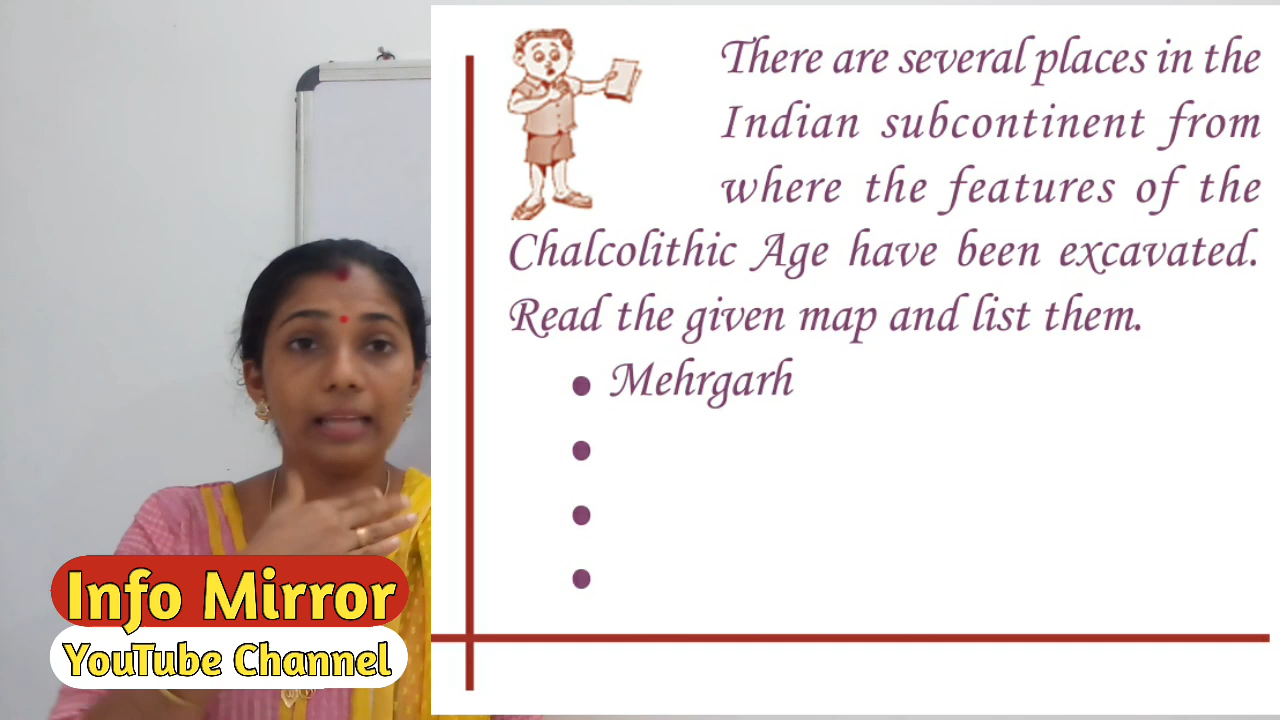 There are several places in the
Indian subcontinent from
where the features of the
Chalcolithic Age have been excavated.
Read the given map and list them.
• Mehrgarh
•
•
•
Info Mirror
YouTube Channel